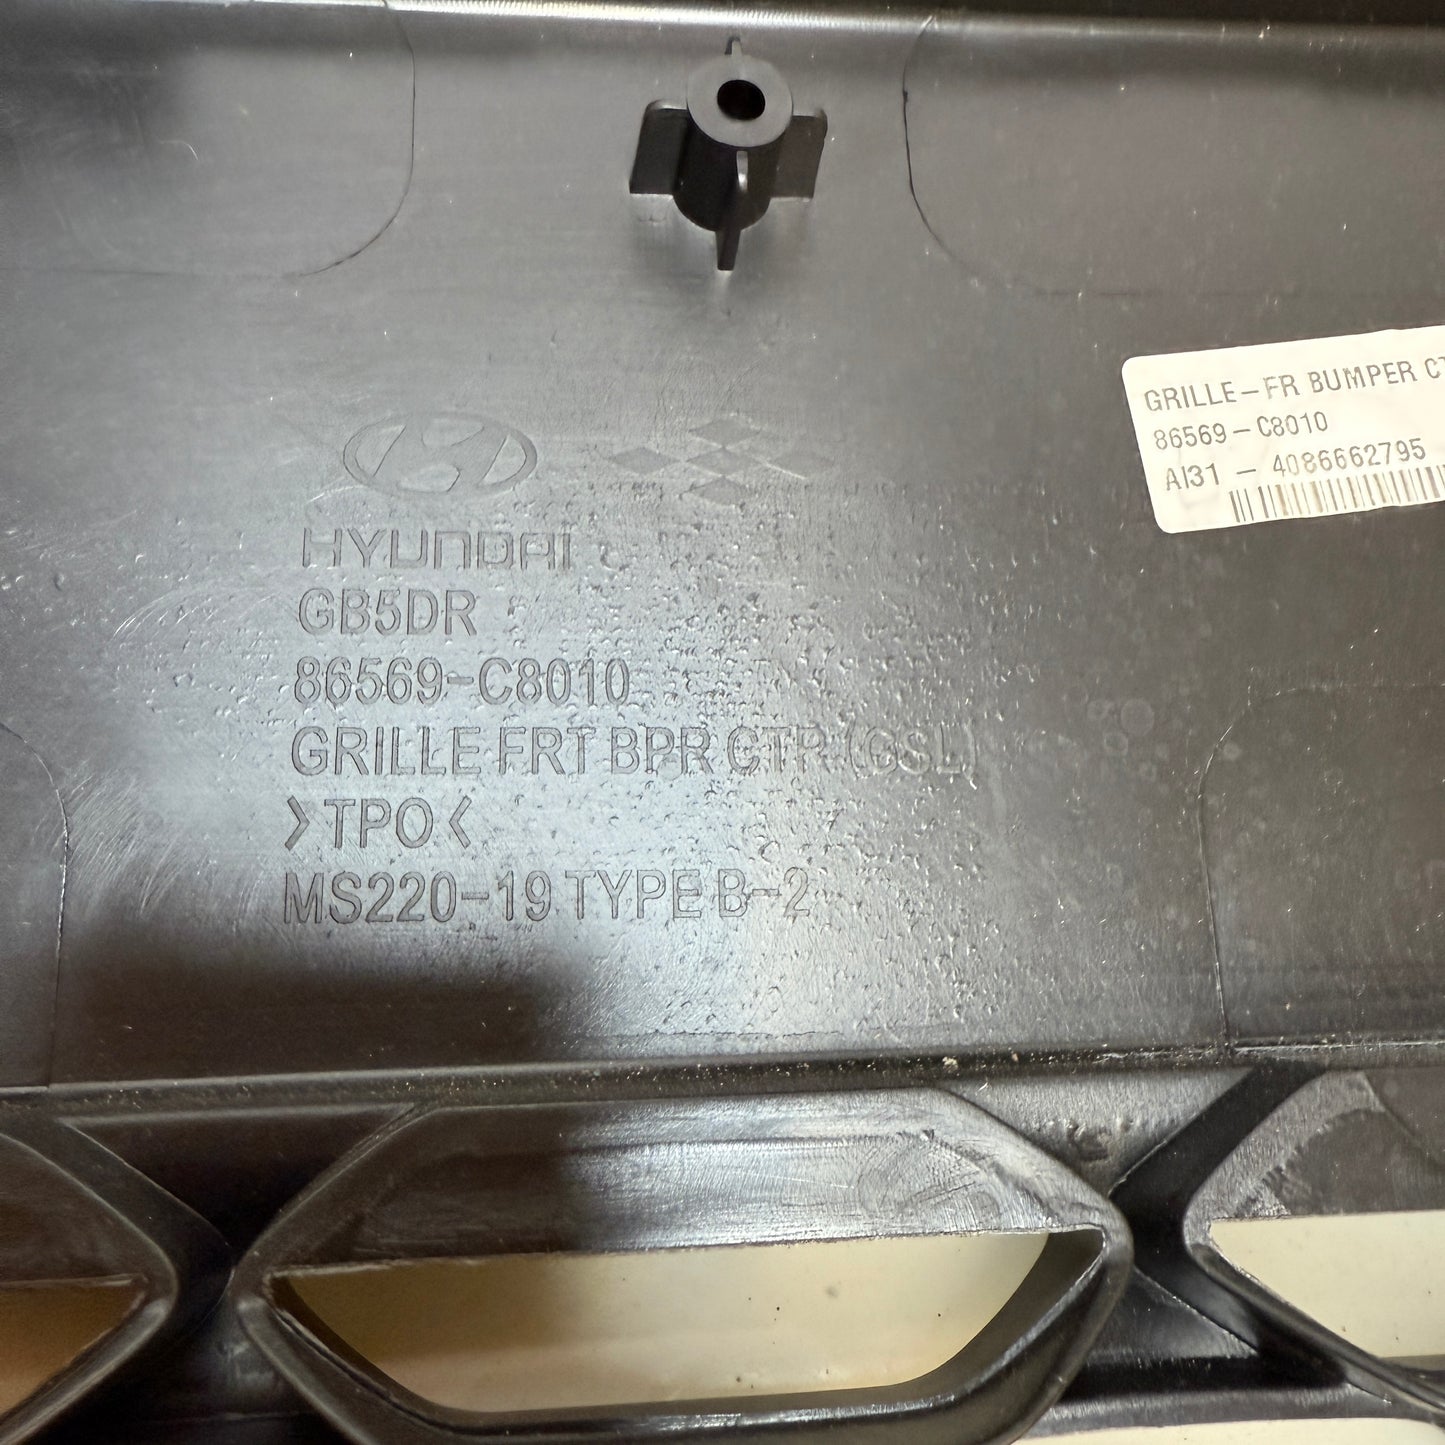 GRILLE-FR BUMPER
86569-C8010
AI31 - 4086662795
HYUNDAI
GB5DR
86569-C8010
GRILLE FRT BPR CTR (GSL)
>TPO<
MS220-19 TYPE B-2